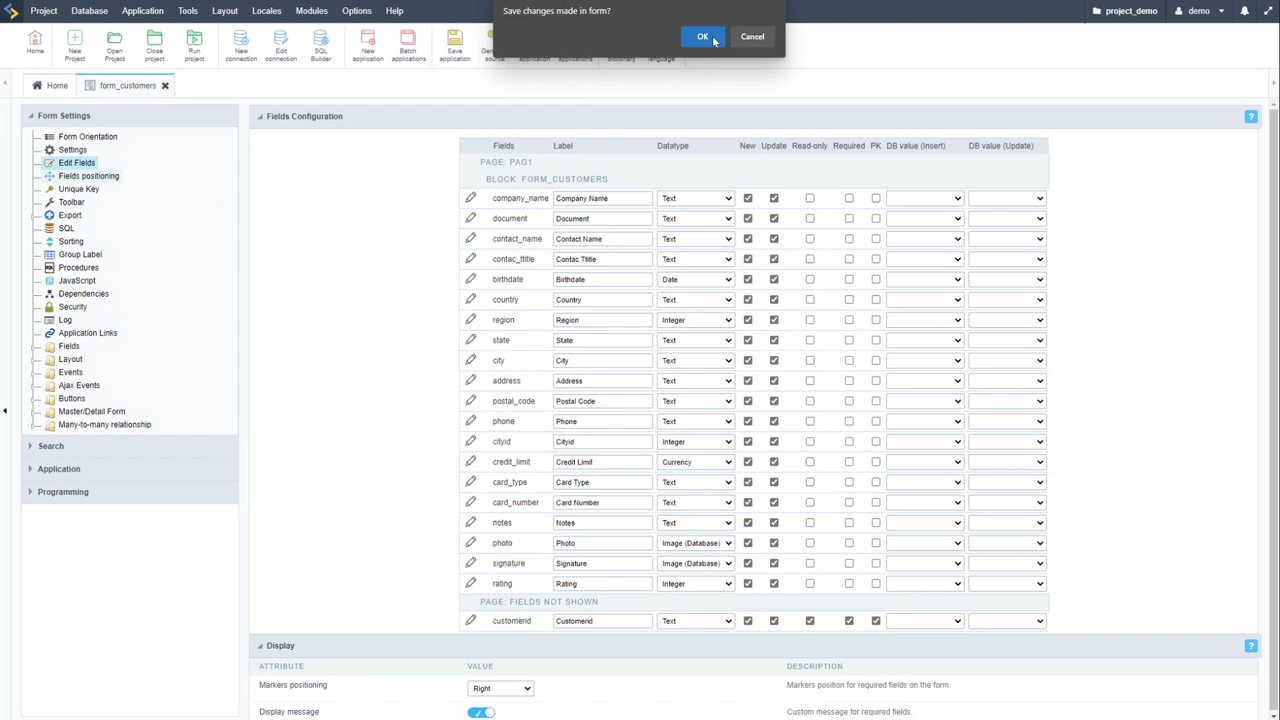 Project Database Application Tools Layout Locales Modules Options Help
Save changes made in form?
OK Cancel
project_demo demo
Home
New Project
Open Project
Close project
Run project
New connection
Edit connection
SQL Builder
New application
Batch applications
Save application
Home form_customers
Form Settings
Form Orientation
Settings
Edit Fields
Fields positioning
Unique Key
Toolbar
Export
SQL
Sorting
Group Label
Procedures
JavaScript
Dependencies
Security
Log
Application Links
Fields
Layout
Events
Ajax Events
Buttons
Master/Detail Form
Many-to-many relationship
Search
Application
Programming
Fields Configuration ?
Fields Label Datatype New Update Read-only Required PK DB value (Insert) DB value (Update)
PAGE: PAG1
BLOCK: FORM_CUSTOMERS
company_name Company Name Text
document Document Text
contact_name Contact Name Text
contac_ttitle Contac Ttitle Text
birthdate Birthdate Date
country Country Text
region Region Integer
state State Text
city City Text
address Address Text
postal_code Postal Code Text
phone Phone Text
cityid Cityid Integer
credit_limit Credit Limit Currency
card_type Card Type Text
card_number Card Number Text
notes Notes Text
photo Photo Image (Database)
signature Signature Image (Database)
rating Rating Integer
PAGE: FIELDS NOT SHOWN
customerid Customerid Text
Display ?
ATTRIBUTE VALUE DESCRIPTION
Markers positioning Right Markers position for required fields on the form.
Display message Custom message for required fields.